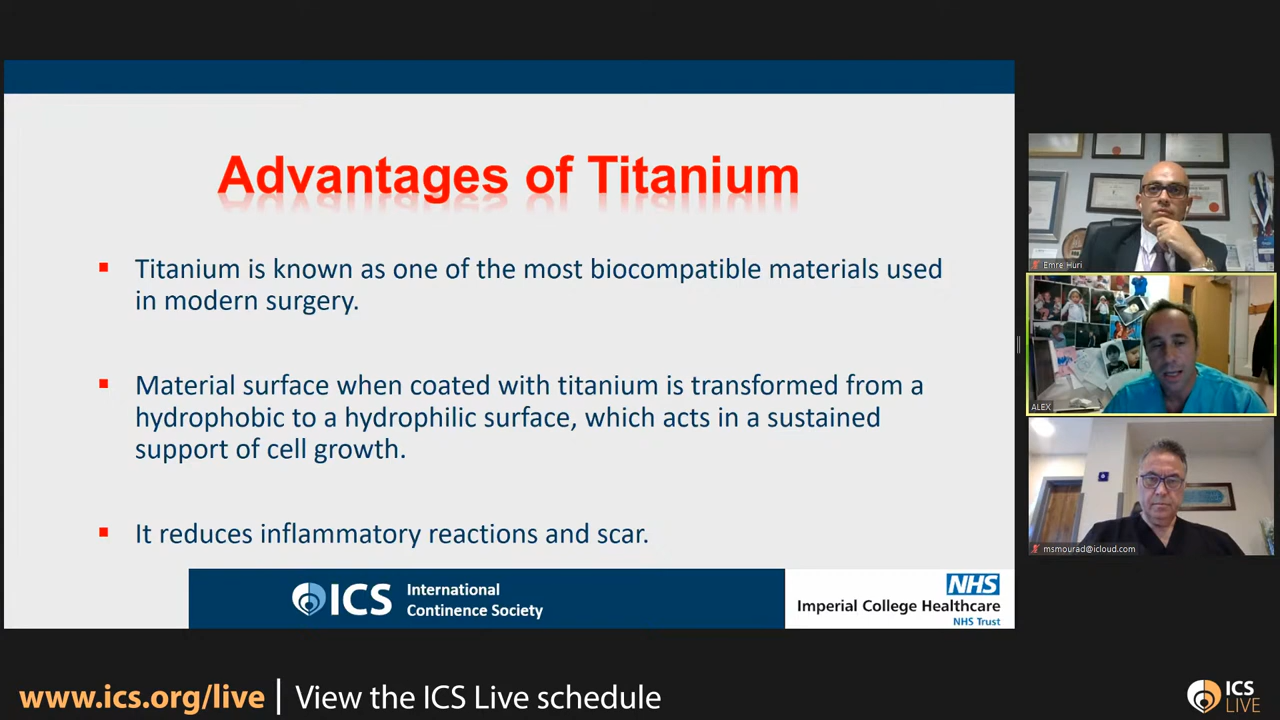 Advantages of Titanium
▪ Titanium is known as one of the most biocompatible materials used
in modern surgery.
▪ Material surface when coated with titanium is transformed from a
hydrophobic to a hydrophilic surface, which acts in a sustained
support of cell growth.
▪ It reduces inflammatory reactions and scar.
ICS
International
Continence Society
NHS
Imperial College Healthcare
NHS Trust
Emre Huri
ALEX
msmourad@icloud.com
www.ics.org/live | View the ICS Live schedule
ICS
LIVE